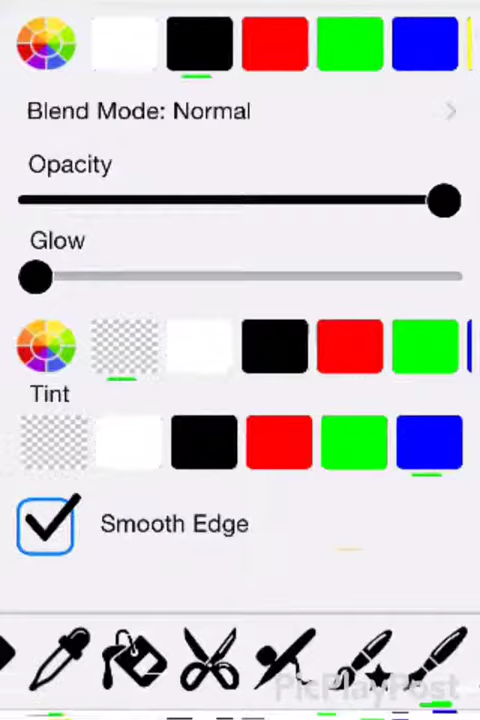 Blend Mode: Normal
Opacity
Glow
Tint
Smooth Edge
PicPlayPost